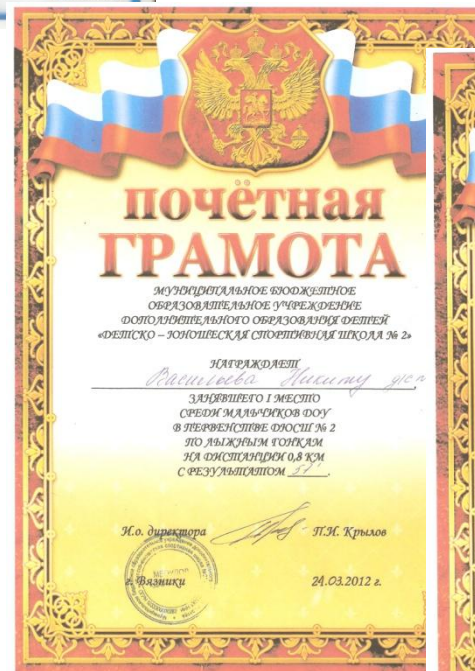 почётная
ГРАМОТА
МУНИЦИПАЛЬНОЕ БЮДЖЕТНОЕ
ОБРАЗОВАТЕЛЬНОЕ УЧРЕЖДЕНИЕ
ДОПОЛНИТЕЛЬНОГО ОБРАЗОВАНИЯ ДЕТЕЙ
«ДЕТСКО – ЮНОШЕСКАЯ СПОРТИВНАЯ ШКОЛА № 2»
НАГРАЖДАЕТ
Васильева Никиту
ЗАНЯВШЕГО I МЕСТО
СРЕДИ МАЛЬЧИКОВ ДОУ
В ПЕРВЕНСТВЕ ДЮСШ № 2
ПО ЛЫЖНЫМ ГОНКАМ
НА ДИСТАНЦИИ 0,8 КМ
С РЕЗУЛЬТАТОМ
И.о. директора П.И. Крылов
г. Вязники 24.03.2012 г.